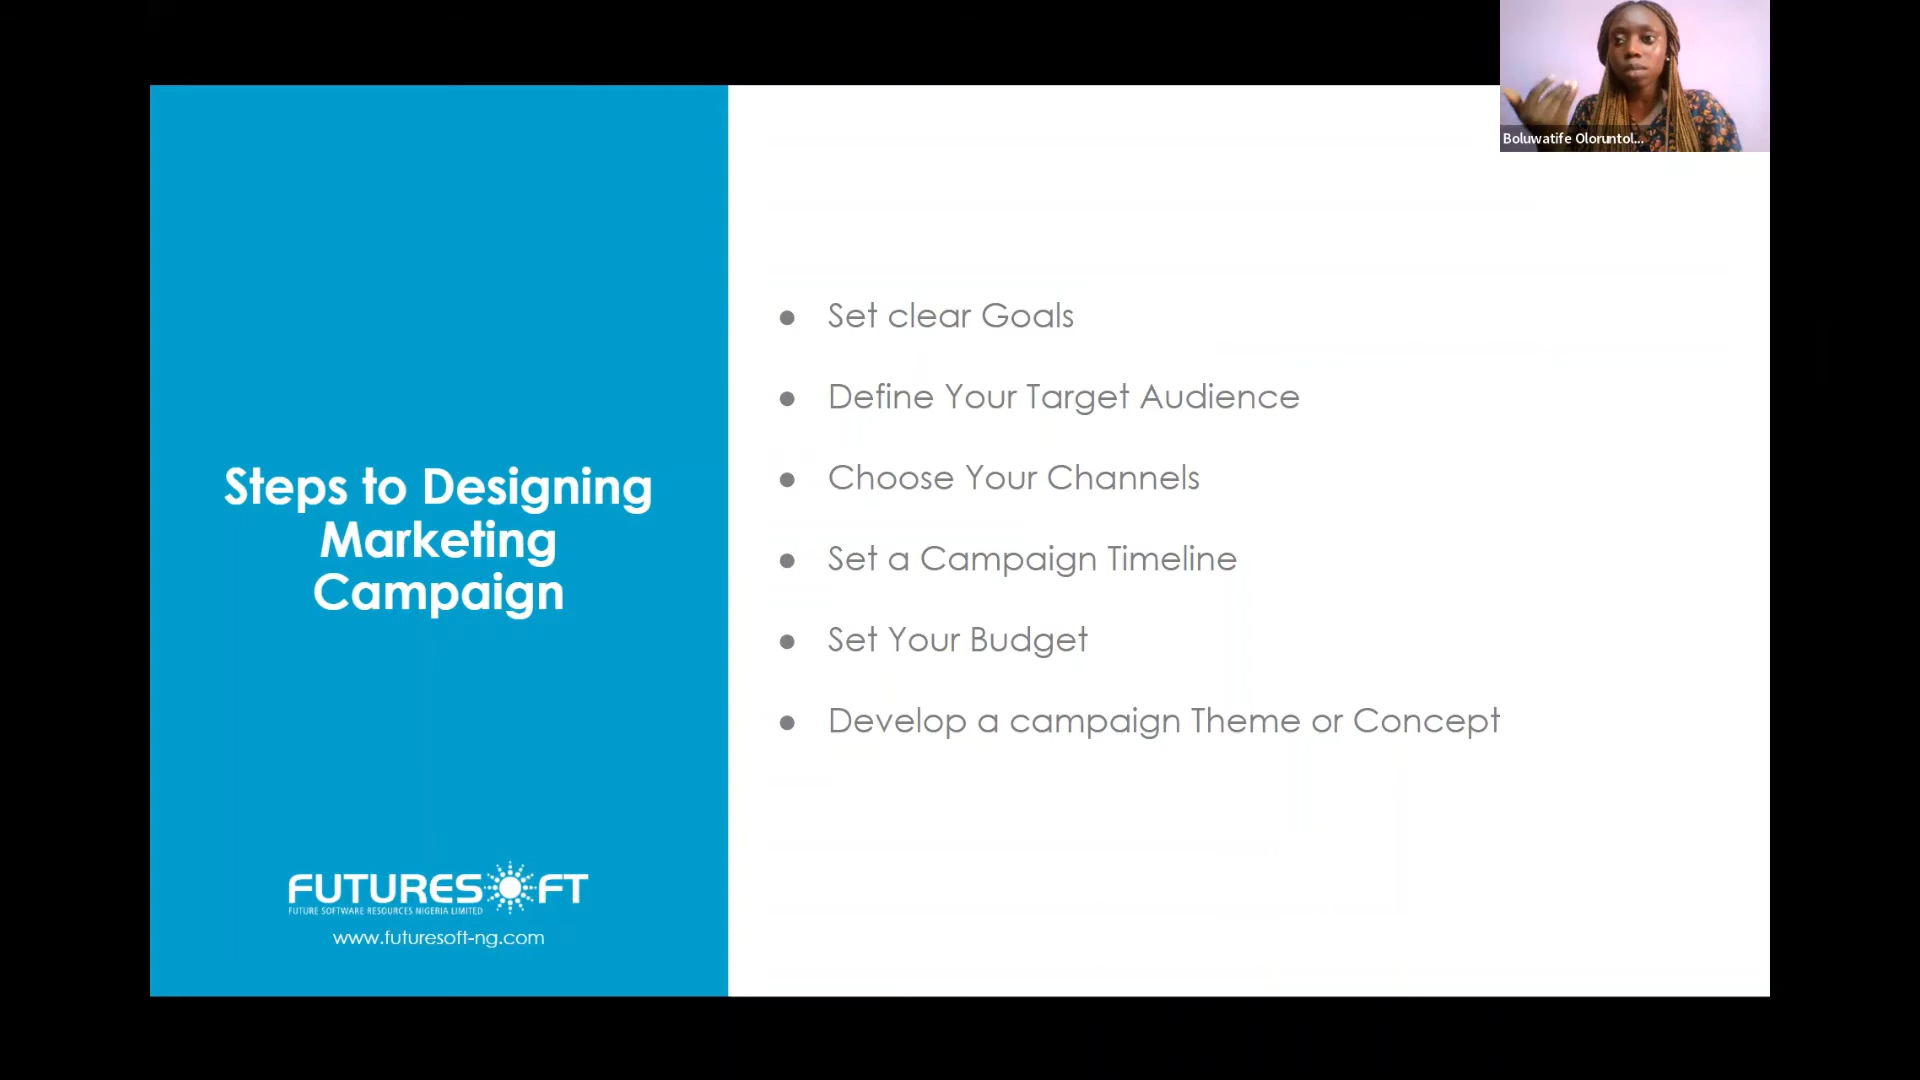 Boluwatife Oloruntol...
Steps to Designing
Marketing
Campaign
● Set clear Goals
● Define Your Target Audience
● Choose Your Channels
● Set a Campaign Timeline
● Set Your Budget
● Develop a campaign Theme or Concept
FUTURESOFT
FUTURE SOFTWARE RESOURCES NIGERIA LIMITED
www.futuresoft-ng.com